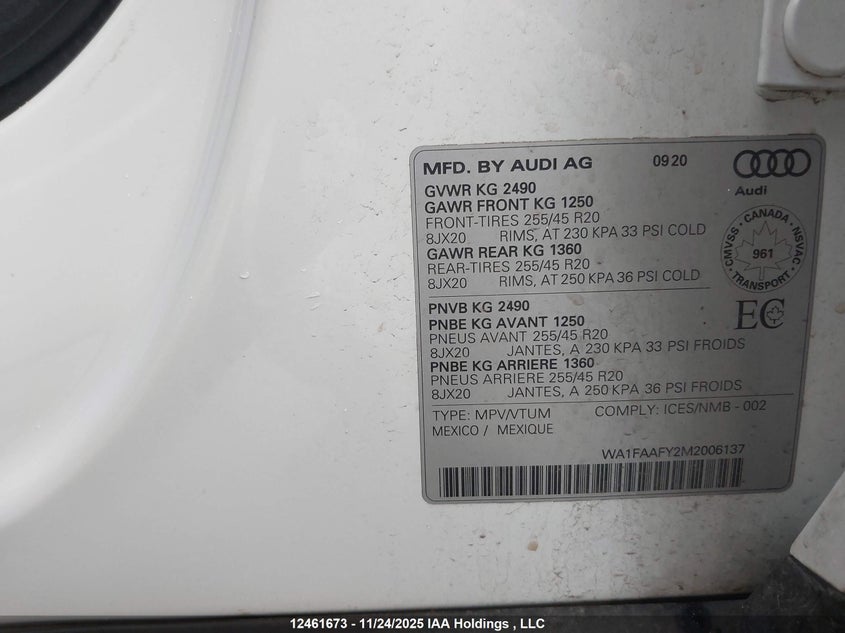 MFD. BY AUDI AG 09 20
Audi
GVWR KG 2490
GAWR FRONT KG 1250
FRONT-TIRES 255/45 R20
8JX20 RIMS, AT 230 KPA 33 PSI COLD
GAWR REAR KG 1360
REAR-TIRES 255/45 R20
8JX20 RIMS, AT 250 KPA 36 PSI COLD
CMVSS - CANADA - NSVAC
961
TRANSPORT
PNVB KG 2490
PNBE KG AVANT 1250
PNEUS AVANT 255/45 R20
8JX20 JANTES, A 230 KPA 33 PSI FROIDS
PNBE KG ARRIERE 1360
PNEUS ARRIERE 255/45 R20
8JX20 JANTES, A 250 KPA 36 PSI FROIDS
EC
TYPE: MPV/VTUM COMPLY: ICES/NMB - 002
MEXICO / MEXIQUE
WA1FAAFY2M2006137
12461673 - 11/24/2025 IAA Holdings , LLC